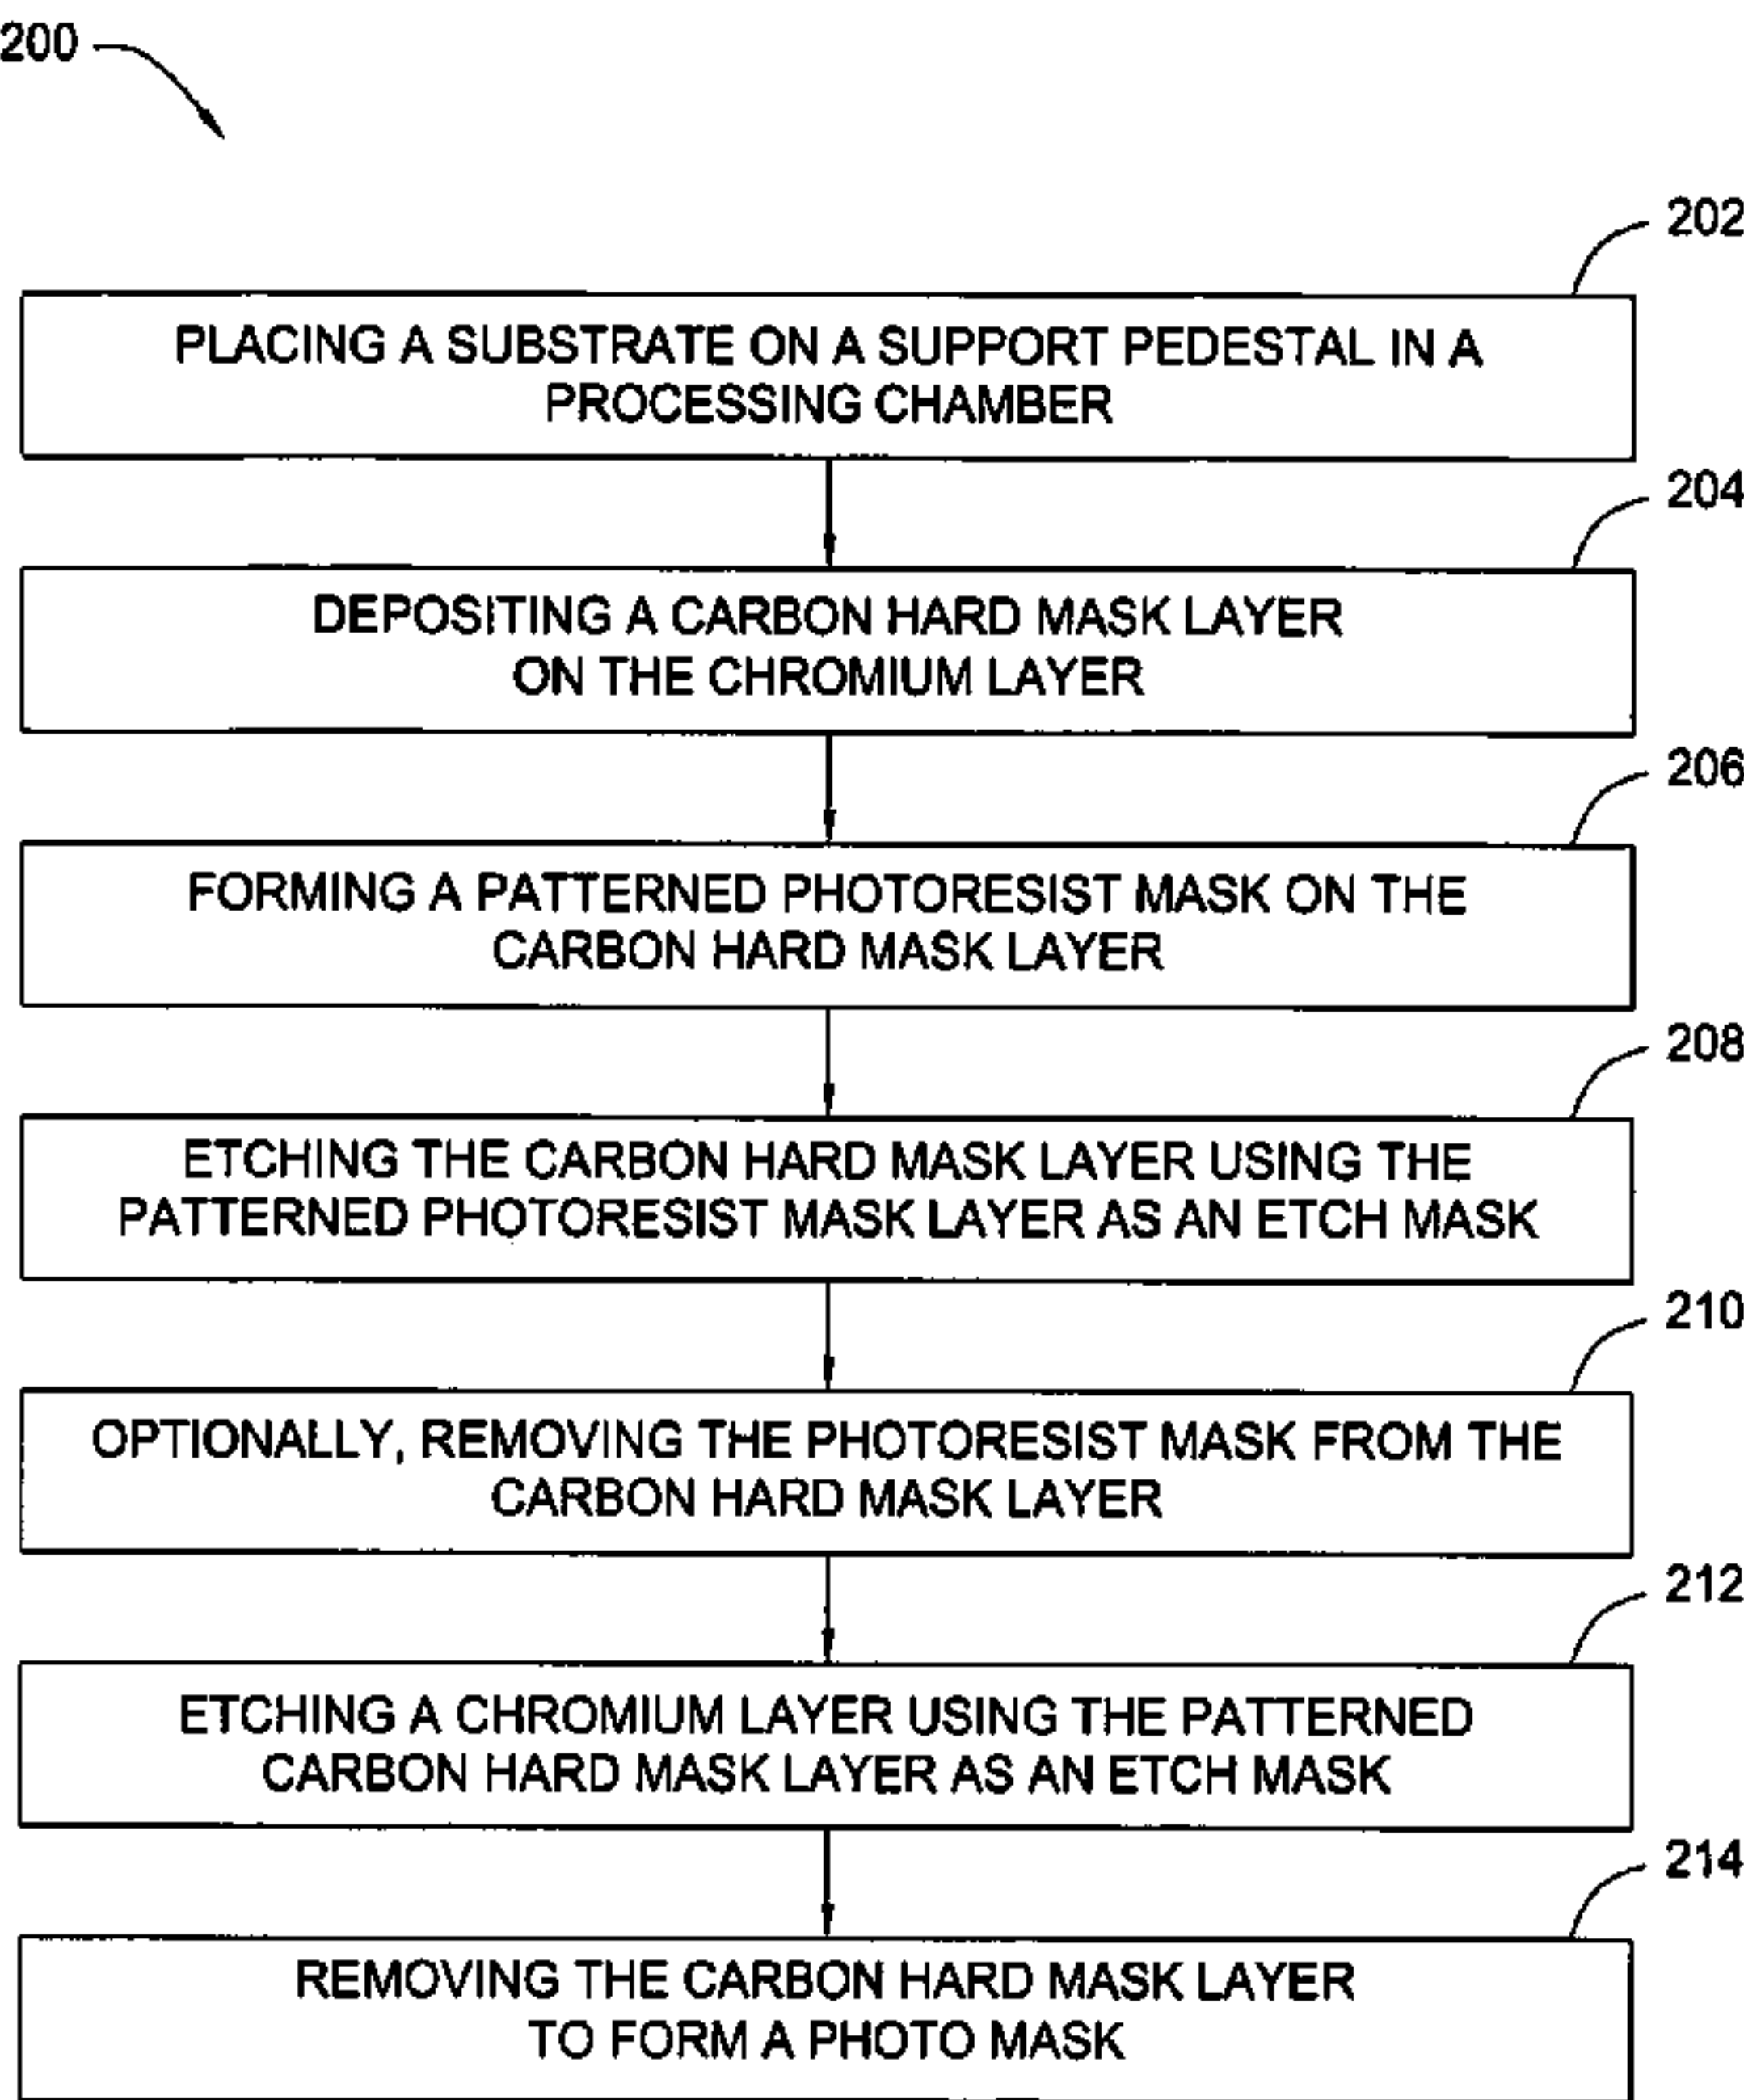 200
202
PLACING A SUBSTRATE ON A SUPPORT PEDESTAL IN A
PROCESSING CHAMBER
204
DEPOSITING A CARBON HARD MASK LAYER
ON THE CHROMIUM LAYER
206
FORMING A PATTERNED PHOTORESIST MASK ON THE
CARBON HARD MASK LAYER
208
ETCHING THE CARBON HARD MASK LAYER USING THE
PATTERNED PHOTORESIST MASK LAYER AS AN ETCH MASK
210
OPTIONALLY, REMOVING THE PHOTORESIST MASK FROM THE
CARBON HARD MASK LAYER
212
ETCHING A CHROMIUM LAYER USING THE PATTERNED
CARBON HARD MASK LAYER AS AN ETCH MASK
214
REMOVING THE CARBON HARD MASK LAYER
TO FORM A PHOTO MASK